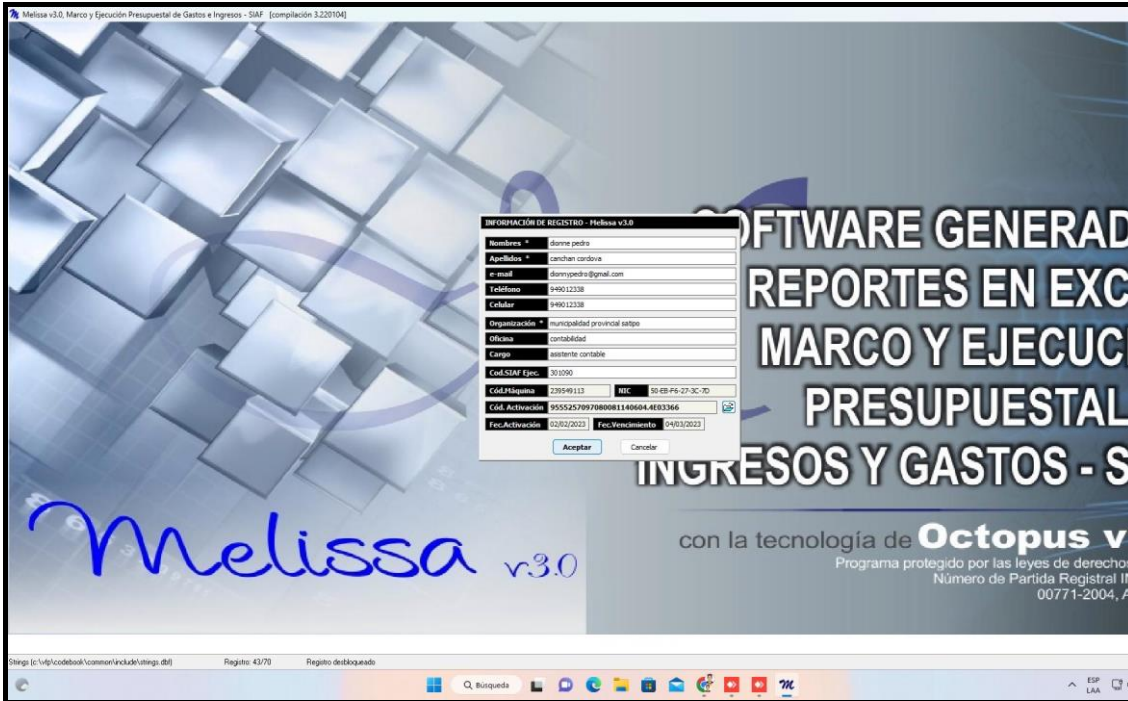 Melissa v3.0, Marco y Ejecución Presupuestal de Gastos e Ingresos - SIAF [compilación 3.220104]
SOFTWARE GENERAD
REPORTES EN EXC
MARCO Y EJECUCI
PRESUPUESTAL
INGRESOS Y GASTOS - S
INFORMACIÓN DE REGISTRO - Melissa v3.0
Nombres * dionne pedro
Apellidos * canchan cordova
e-mail dionnypedro@gmail.com
Teléfono 949012338
Celular 949012338
Organización * municipalidad provincial satipo
Oficina contabilidad
Cargo asistente contable
Cod.SIAF Ejec. 301090
Cód.Máquina 239549113 NIC 50-EB-F6-27-3C-7D
Cód. Activación 9555257097080081140604.4E03366
Fec.Activación 02/02/2023 Fec.Vencimiento 04/03/2023
Aceptar Cancelar
Melissa v3.0
con la tecnología de Octopus v
Programa protegido por las leyes de derecho
Número de Partida Registral
00771-2004, A
Strings (c:\vfp\codebook\common\include\strings.dbf) Registro: 43/70 Registro desbloqueado
Búsqueda
ESP
LAA